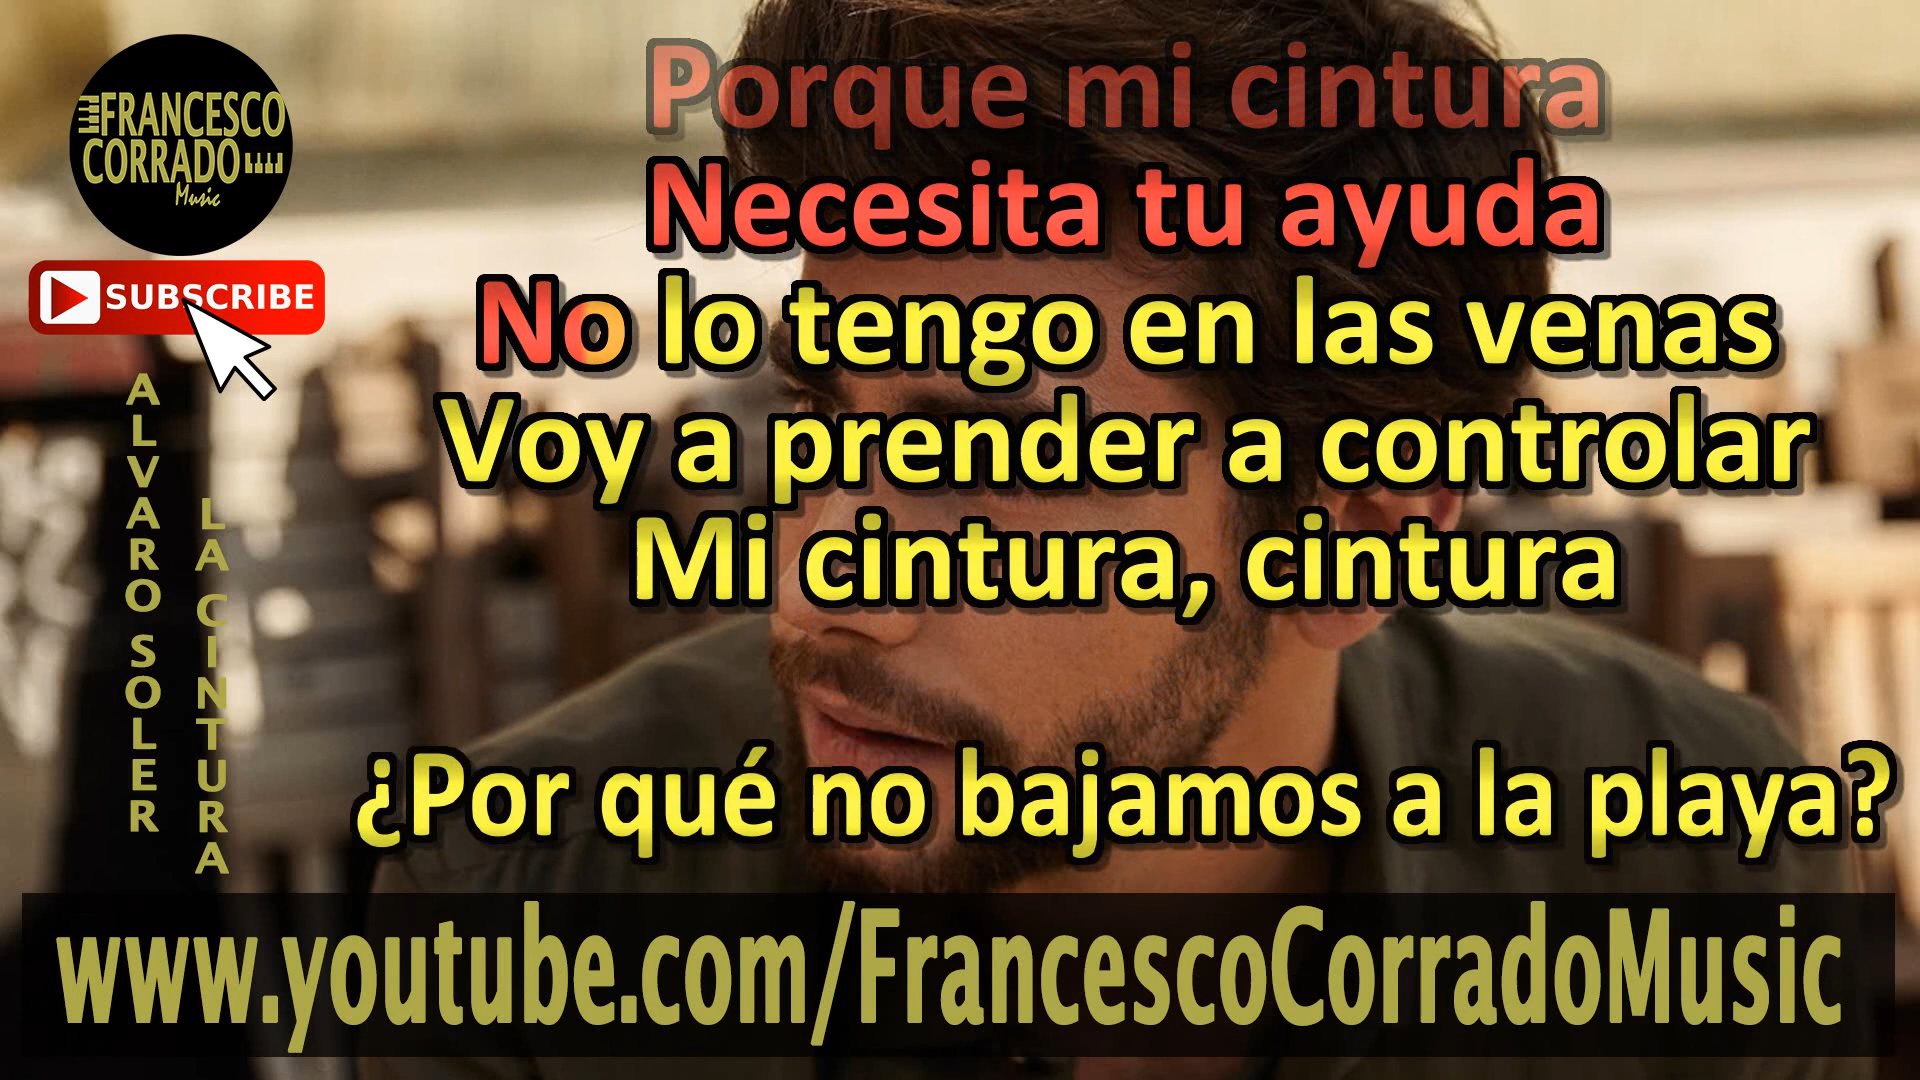 FRANCESCO
CORRADO
Music
SUBSCRIBE
ALVARO SOLER
LA CINTURA
Porque mi cintura
Necesita tu ayuda
No lo tengo en las venas
Voy a prender a controlar
Mi cintura, cintura
¿Por qué no bajamos a la playa?
www.youtube.com/FrancescoCorradoMusic